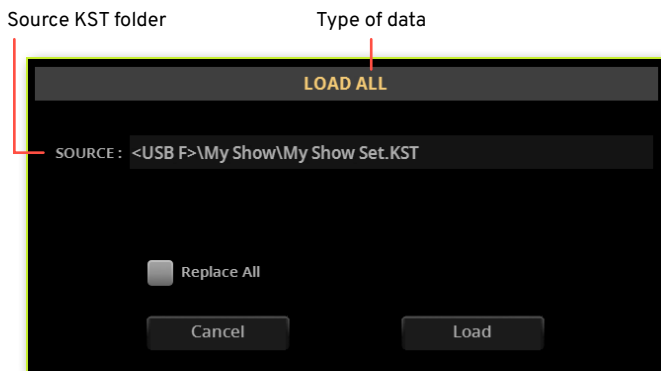 Source KST folder
Type of data
LOAD ALL
SOURCE : <USB F>\My Show\My Show Set.KST
Replace All
Cancel
Load